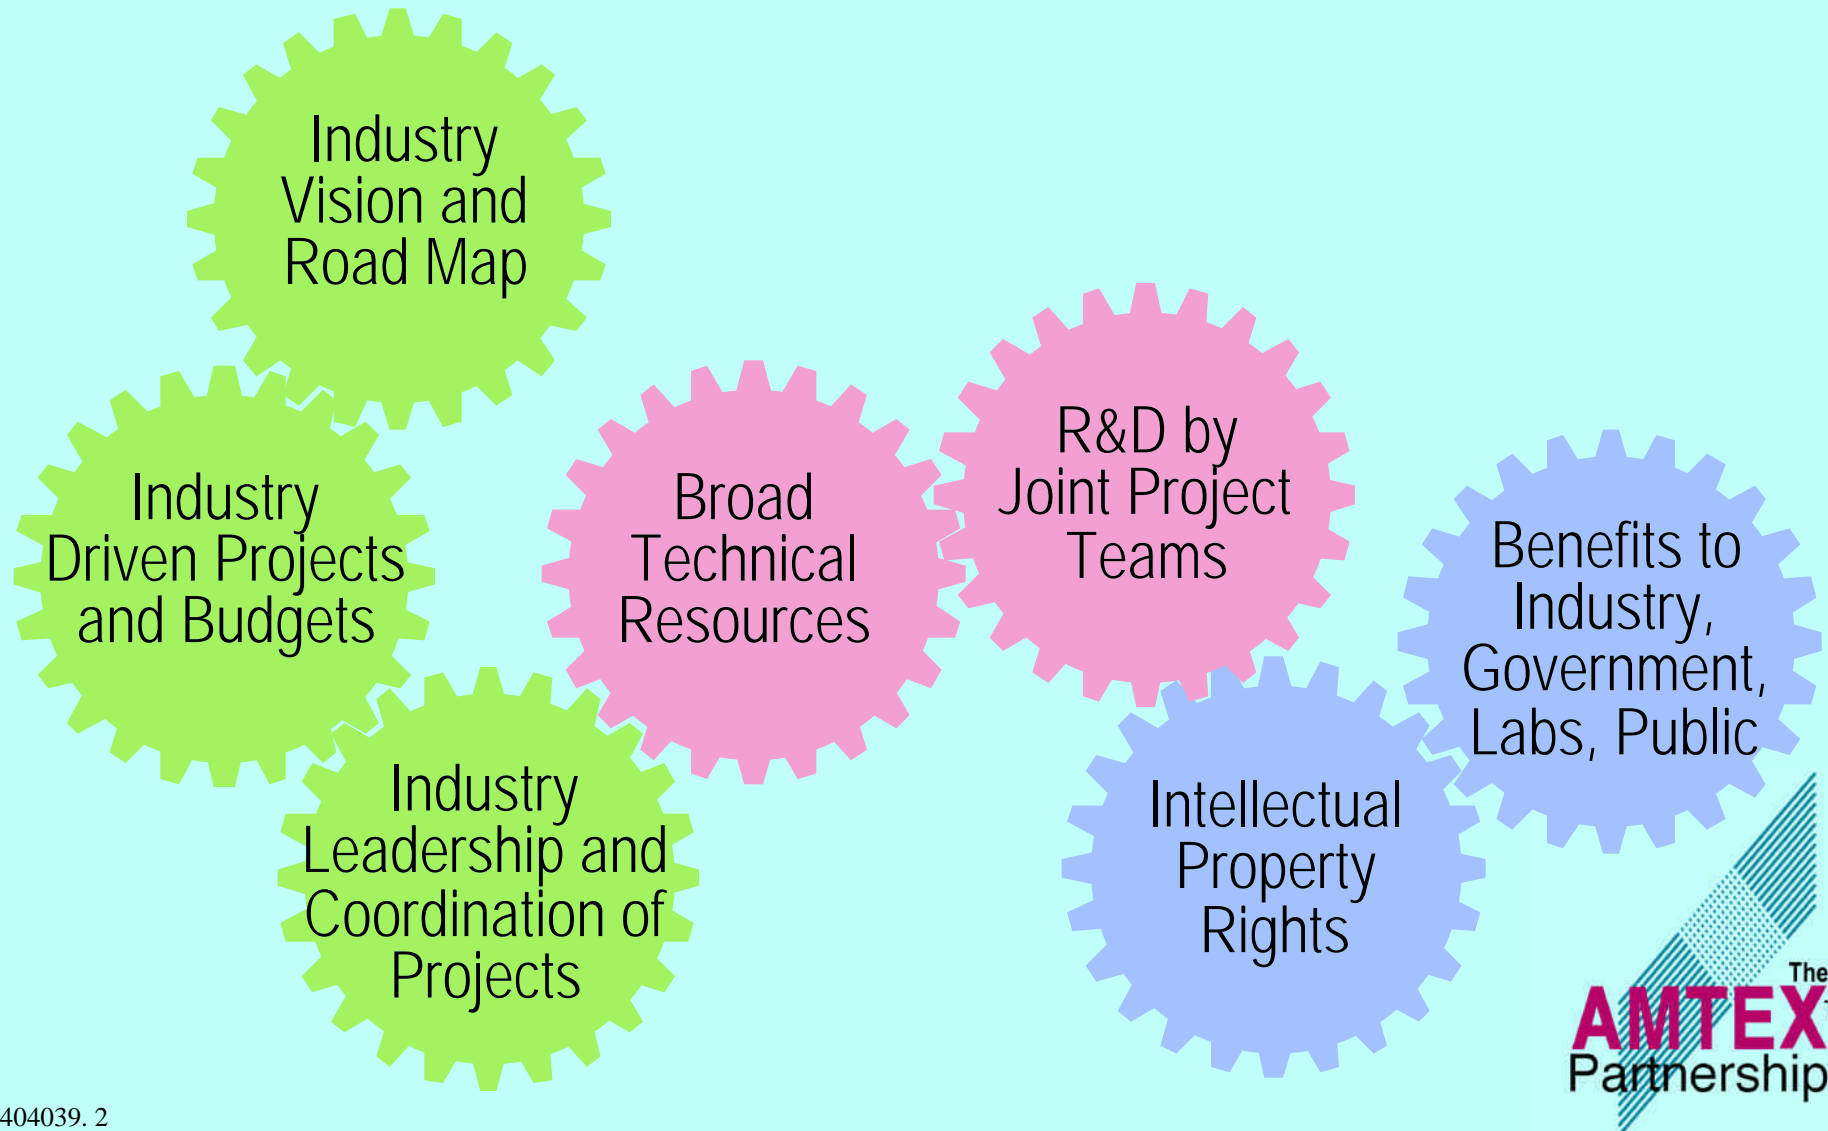 Industry
Vision and
Road Map
Industry
Driven Projects
and Budgets
Industry
Leadership and
Coordination of
Projects
Broad
Technical
Resources
R&D by
Joint Project
Teams
Intellectual
Property
Rights
Benefits to
Industry,
Government,
Labs, Public
The
AMTEX
Partnership
404039. 2